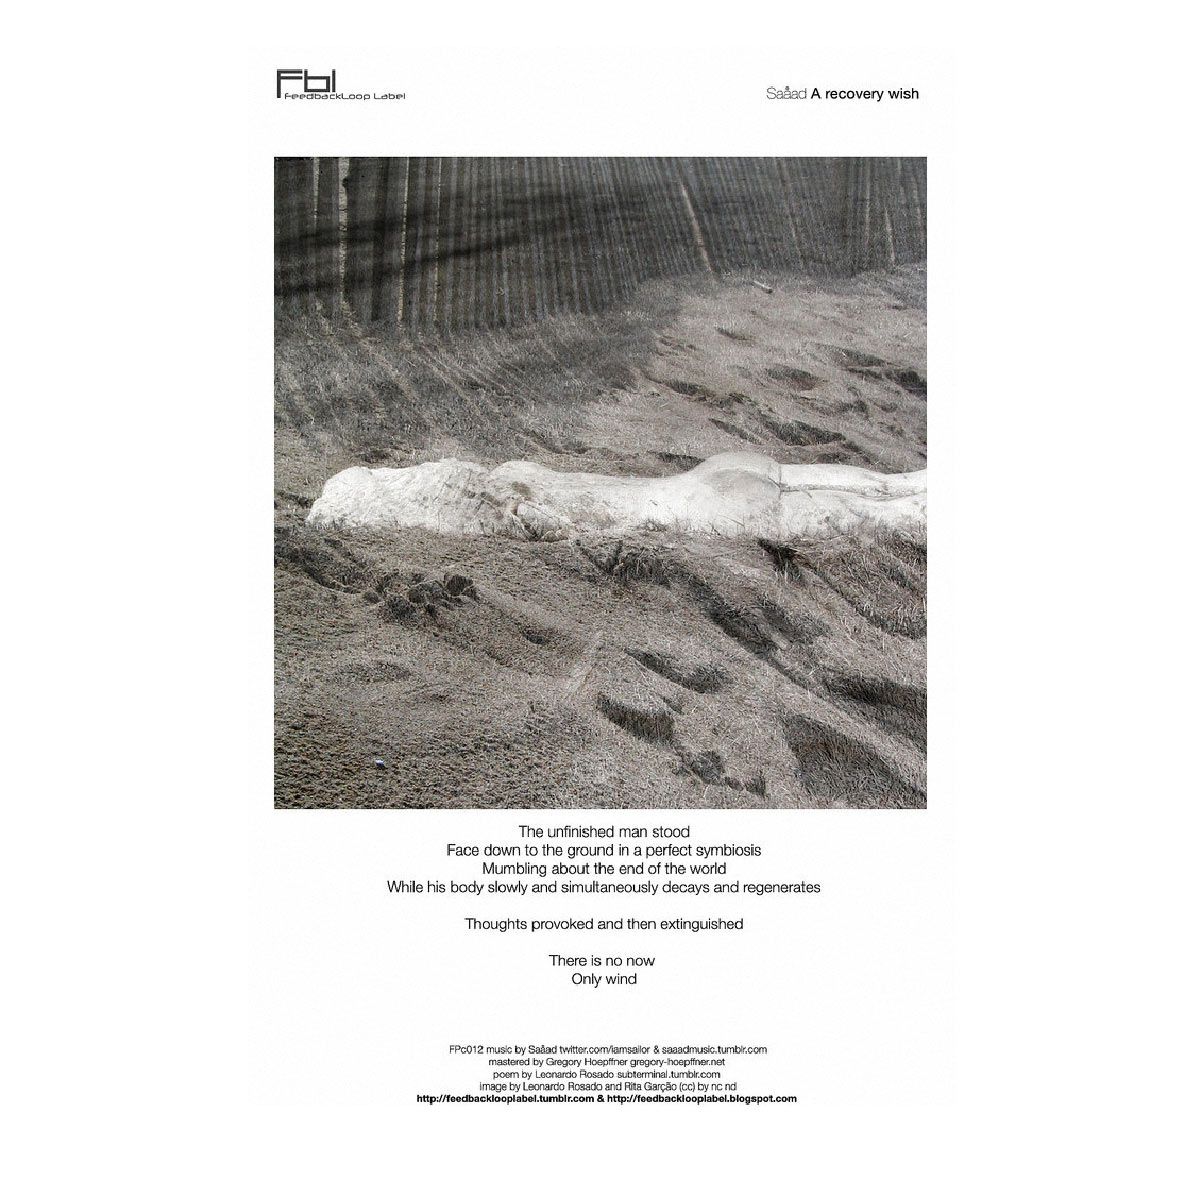 Fbl
FeedbackLoop Label
Saåad A recovery wish
The unfinished man stood
Face down to the ground in a perfect symbiosis
Mumbling about the end of the world
While his body slowly and simultaneously decays and regenerates
Thoughts provoked and then extinguished
There is no now
Only wind
FPc012 music by Saåad twitter.com/iamsailor & saaadmusic.tumblr.com
mastered by Gregory Hoepffner gregory-hoepffner.net
poem by Leonardo Rosado subterminal.tumblr.com
image by Leonardo Rosado and Rita Garção (cc) by nc nd
http://feedbacklooplabel.tumblr.com & http://feedbacklooplabel.blogspot.com